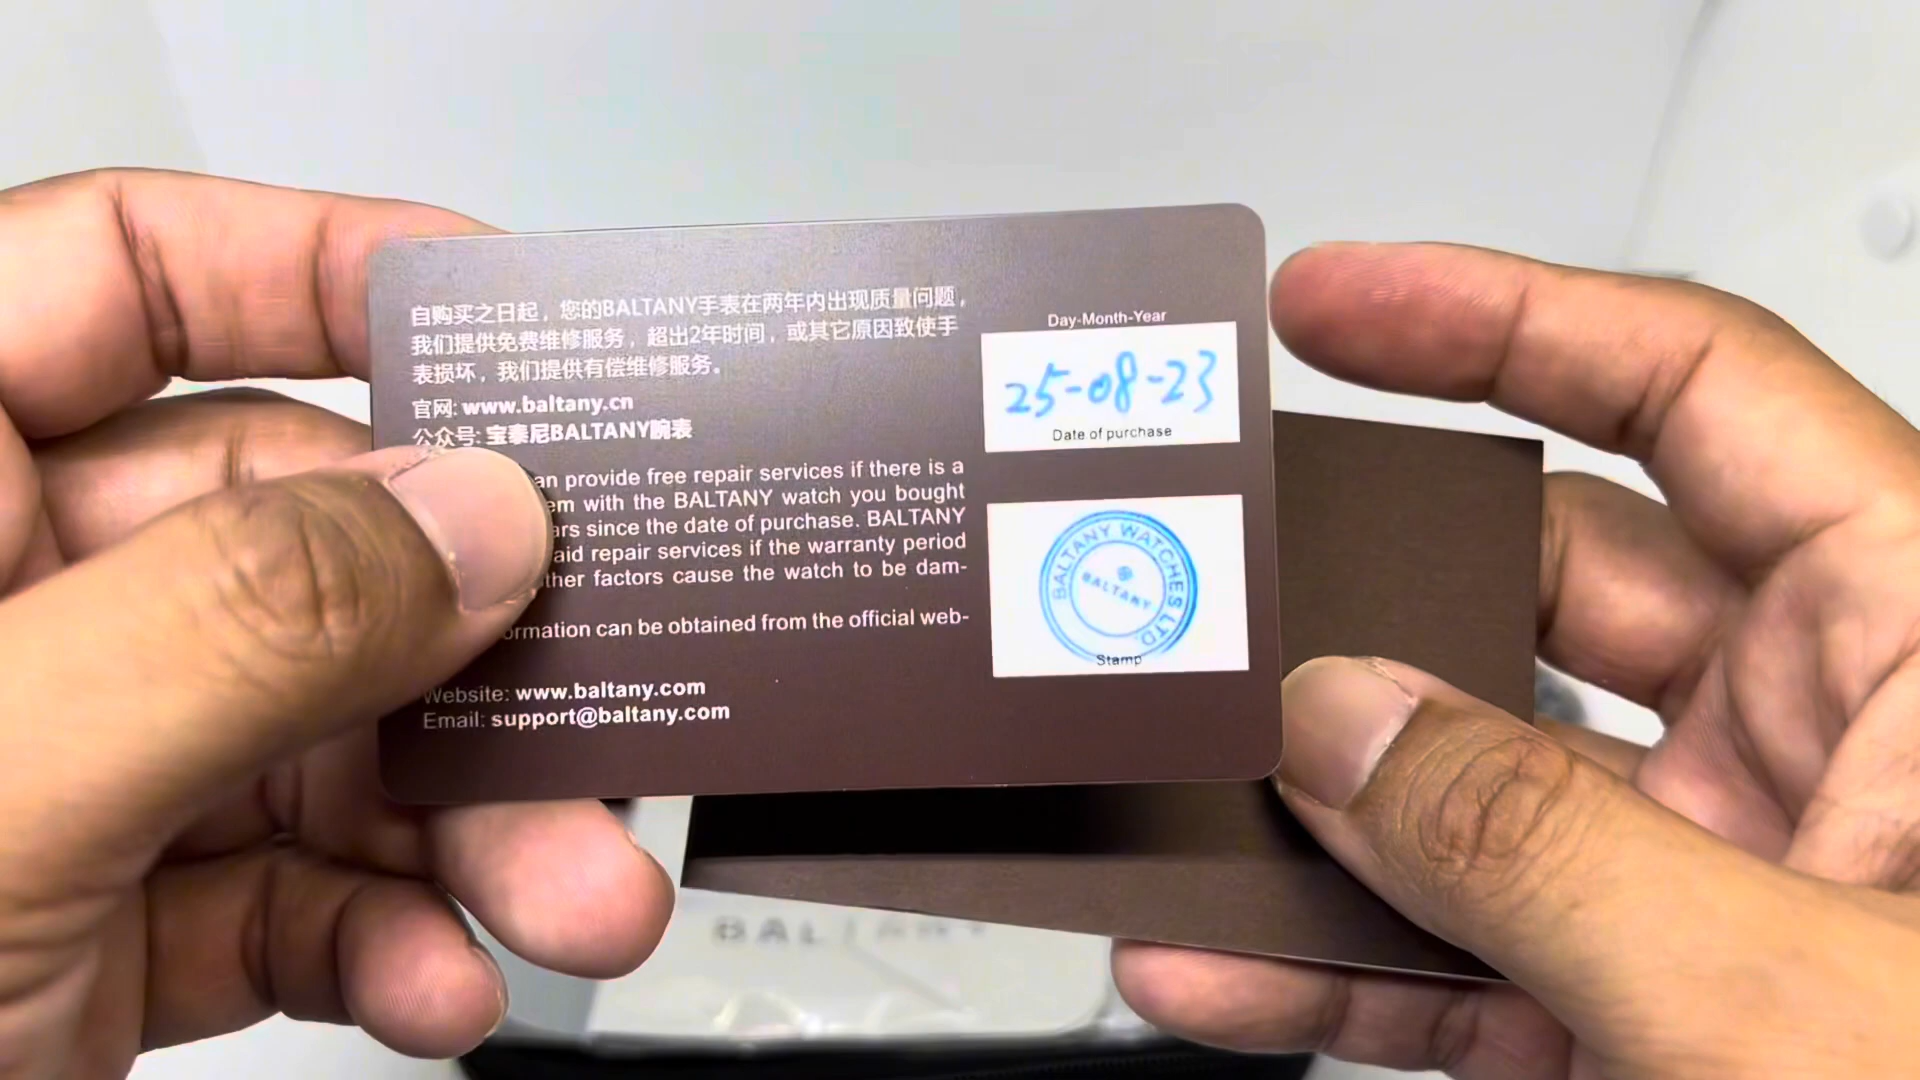 自购买之日起，您的BALTANY手表在两年内出现质量问题，
我们提供免费维修服务，超出2年时间，或其它原因致使手
表损坏，我们提供有偿维修服务。
官网: www.baltany.cn
公众号: 宝泰尼BALTANY腕表
an provide free repair services if there is a
em with the BALTANY watch you bought
ars since the date of purchase. BALTANY
aid repair services if the warranty period
ther factors cause the watch to be dam-
ormation can be obtained from the official web-
Website: www.baltany.com
Email: support@baltany.com
Day-Month-Year
25-08-23
Date of purchase
BALTANY WATCHES LTD.
BALTANY
Stamp
BALTANY